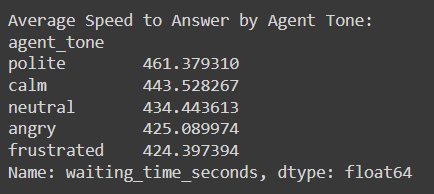 Average Speed to Answer by Agent Tone:
agent_tone
polite        461.379310
calm          443.528267
neutral       434.443613
angry         425.089974
frustrated    424.397394
Name: waiting_time_seconds, dtype: float64